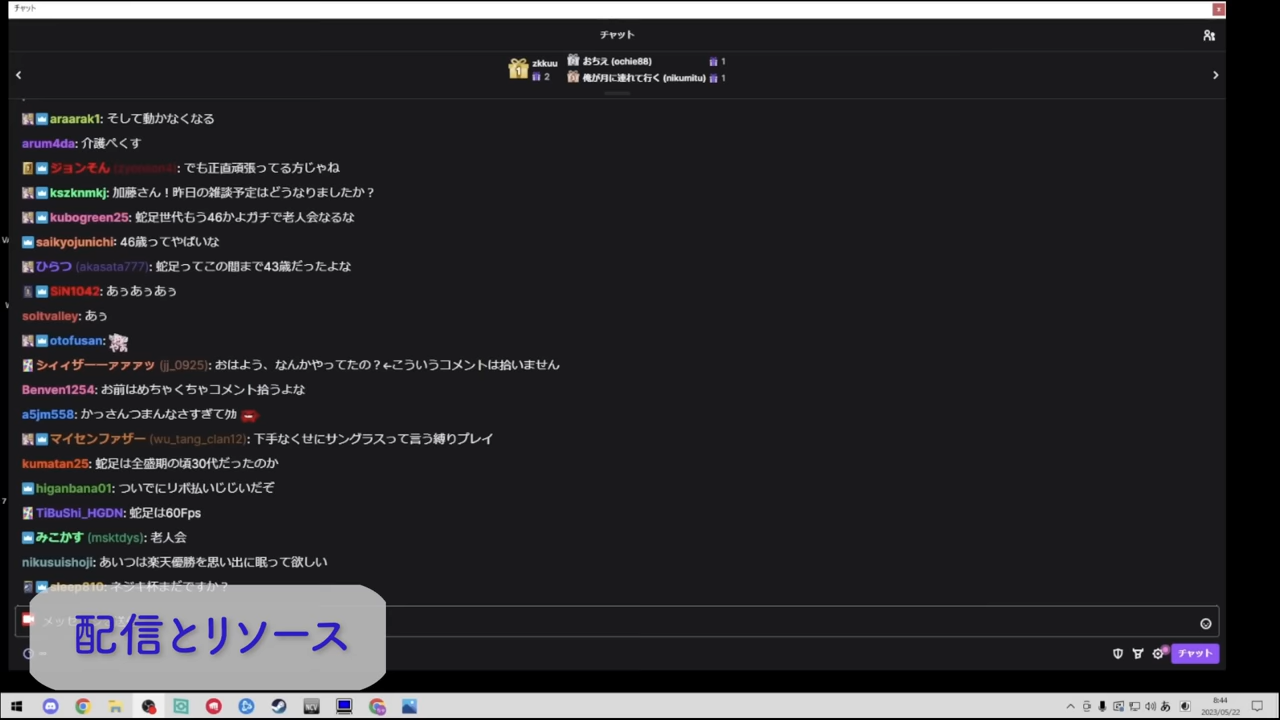 チャット
チャット
zkkuu
2
おちえ (ochie88) 1
俺が月に連れて行く (nikumitu) 1
araarak1: そして動かなくなる
arum4da: 介護ぺくす
ジョンそん : でも正直頑張ってる方じゃね
kszknmkj: 加藤さん！昨日の雑談予定はどうなりましたか？
kubogreen25: 蛇足世代もう46かよガチで老人会なるな
saikyojunichi: 46歳ってやばいな
ひらつ (akasata777): 蛇足ってこの間まで43歳だったよな
SiN1042: あぅあぅあぅ
soltvalley: あぅ
otofusan:
シィィザーーァァァッ (jj_0925): おはよう、なんかやってたの？←こういうコメントは拾いません
Benven1254: お前はめちゃくちゃコメント拾うよな
a5jm558: かっさんつまんなさすぎてｸｶ
マイセンファザー (wu_tang_clan12): 下手なくせにサングラスって言う縛りプレイ
kumatan25: 蛇足は全盛期の頃30代だったのか
higanbana01: ついでにリボ払いじじいだぞ
TiBuShi_HGDN: 蛇足は60Fps
みこかす (msktdys): 老人会
nikusuishoji: あいつは楽天優勝を思い出に眠って欲しい
sleep810: ネジキ杯まだですか？
配信とリソース
チャット
NCV
あ
8:44
2023/05/22